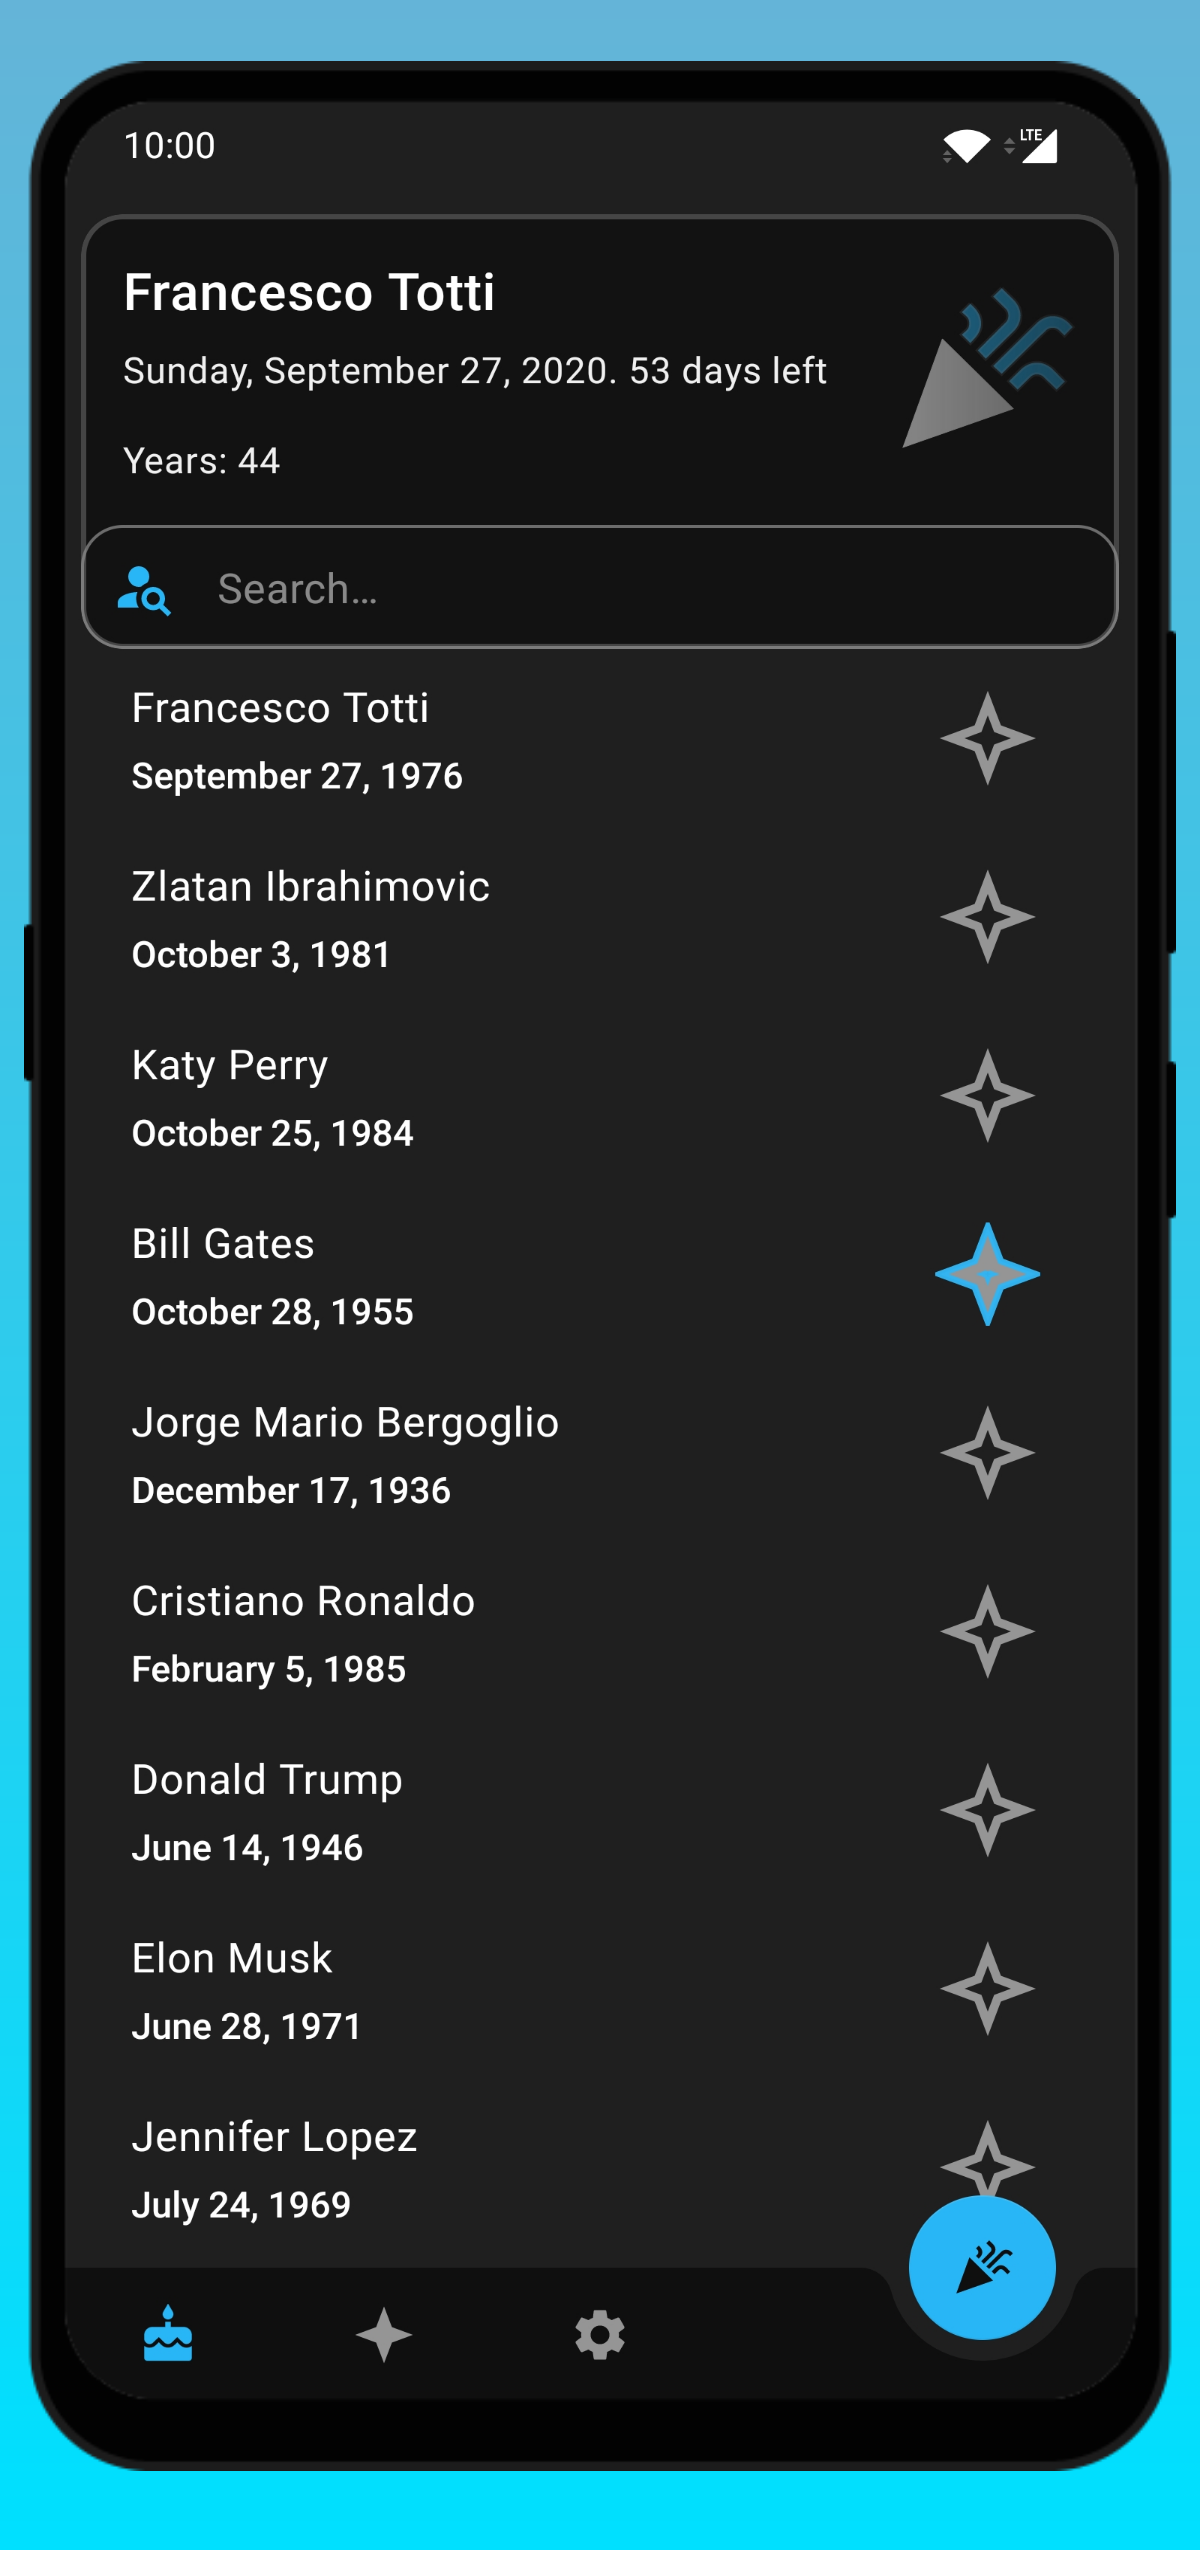 10:00
LTE
Francesco Totti
Sunday, September 27, 2020. 53 days left
Years: 44
Search...
Francesco Totti
September 27, 1976
Zlatan Ibrahimovic
October 3, 1981
Katy Perry
October 25, 1984
Bill Gates
October 28, 1955
Jorge Mario Bergoglio
December 17, 1936
Cristiano Ronaldo
February 5, 1985
Donald Trump
June 14, 1946
Elon Musk
June 28, 1971
Jennifer Lopez
July 24, 1969